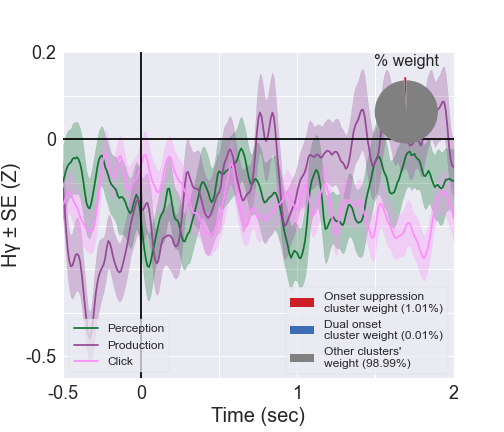 % weight
0.2
0
-0.5
Hγ ± SE (Z)
Perception
Production
Click
Onset suppression
cluster weight (1.01%)
Dual onset
cluster weight (0.01%)
Other clusters'
weight (98.99%)
-0.5
0
1
2
Time (sec)